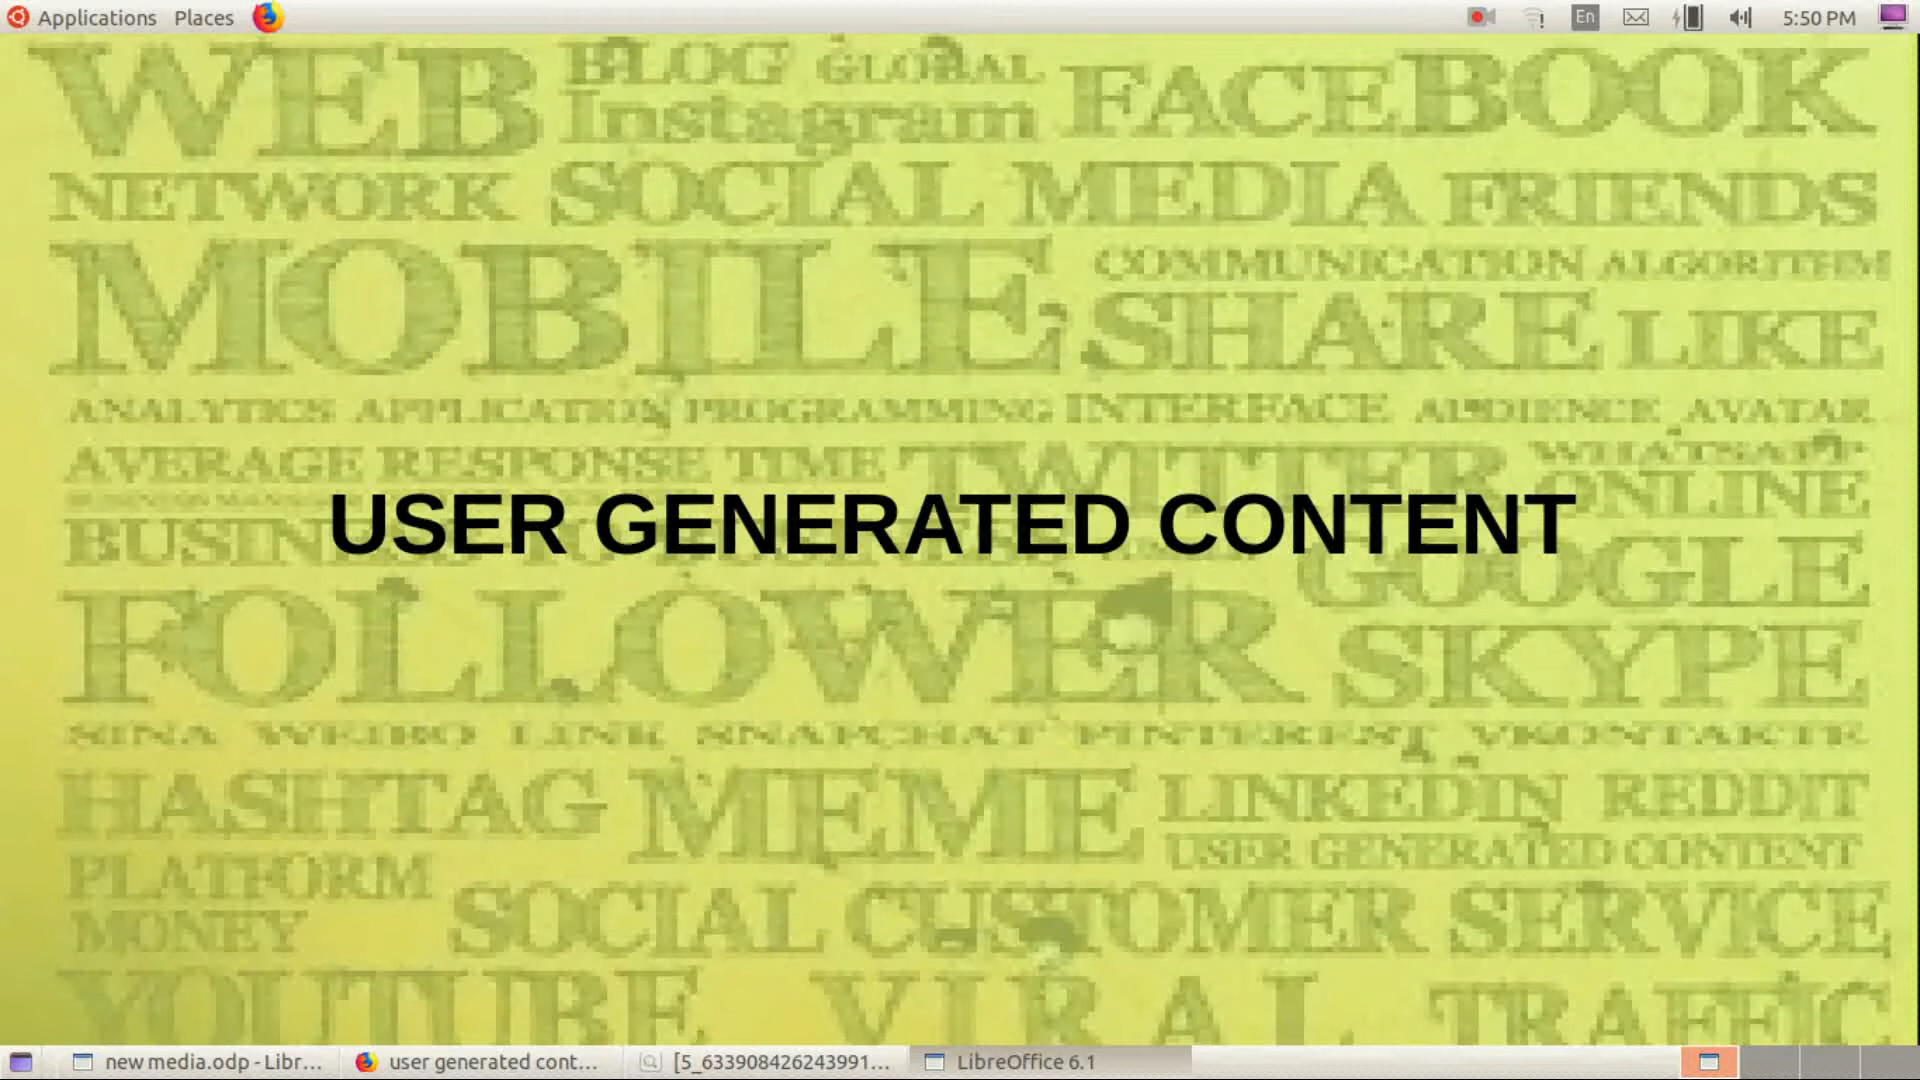 Applications Places En 5:50 PM
WEB BLOG GLOBAL FACEBOOK
Instagram
NETWORK SOCIAL MEDIA FRIENDS
MOBILE COMMUNICATION ALGORITHM
SHARE LIKE
ANALYTICS APPLICATION PROGRAMMING INTERFACE AUDIENCE AVATAR
AVERAGE RESPONSE TIME TWITTER WHATSAPP
ONLINE
USER GENERATED CONTENT
GOOGLE
FOLLOWER SKYPE
SINA WEIBO LINK SNAPCHAT PINTEREST VKONTAKTE
HASHTAG MEME LINKEDIN REDDIT
USER GENERATED CONTENT
PLATFORM
MONEY SOCIAL CUSTOMER SERVICE
YOUTUBE VIRAL TRAFFIC
new media.odp - Libr... user generated cont... [5_633908426243991... LibreOffice 6.1